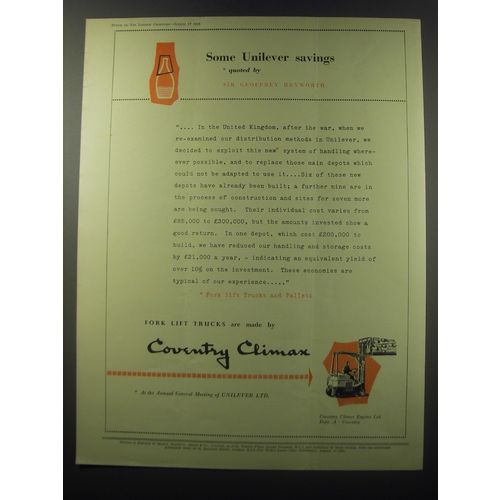 Some Unilever savings
* quoted by
SIR GEOFFREY HEYWORTH
".... In the United Kingdom, after the war, when we
re-examined our distribution methods in Unilever, we
decided to exploit this new* system of handling where-
ever possible, and to replace those main depots which
could not be adapted to use it....Six of these new
depots have already been built; a further nine are in
the process of construction and sites for seven more
are being sought. Their individual cost varies from
£85,000 to £300,000, but the amounts invested show a
good return. In one depot, which cost £200,000 to
build, we have reduced our handling and storage costs
by £21,000 a year, - indicating an equivalent yield of
over 10% on the investment. These economies are
typical of our experience....."
* Fork Lift Trucks and Pallets
FORK LIFT TRUCKS are made by
Coventry Climax
* At the Annual General Meeting of UNILEVER LTD.
Coventry Climax Engines Ltd
Dept. A · Coventry